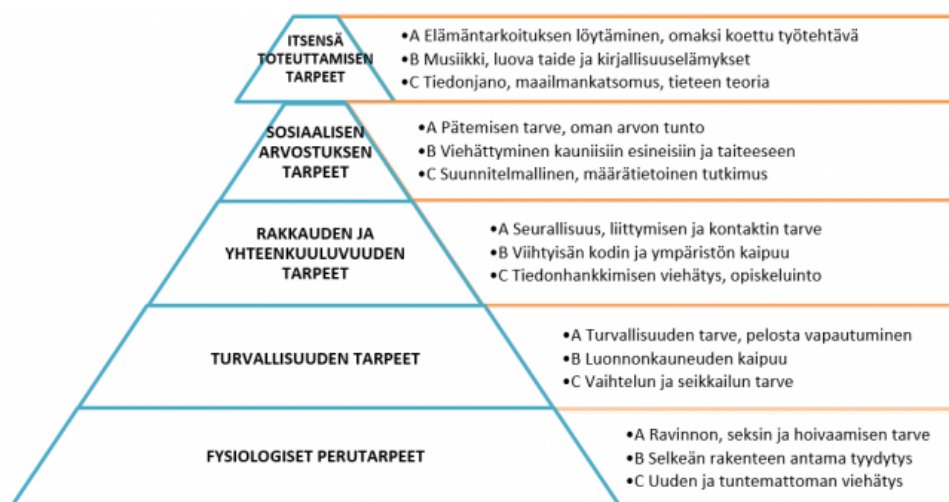 ITSENSÄ
TOTEUTTAMISEN
TARPEET
•A Elämäntarkoituksen löytäminen, omaksi koettu työtehtävä
•B Musiikki, luova taide ja kirjallisuuselämykset
•C Tiedonjano, maailmankatsomus, tieteen teoria
SOSIAALISEN
ARVOSTUKSEN
TARPEET
•A Pätemisen tarve, oman arvon tunto
•B Viehättyminen kauniisiin esineisiin ja taiteeseen
•C Suunnitelmallinen, määrätietoinen tutkimus
RAKKAUDEN JA
YHTEENKUULUVUUDEN
TARPEET
•A Seurallisuus, liittymisen ja kontaktin tarve
•B Viihtyisän kodin ja ympäristön kaipuu
•C Tiedonhankkimisen viehätys, opiskeluinto
TURVALLISUUDEN TARPEET
•A Turvallisuuden tarve, pelosta vapautuminen
•B Luonnonkauneuden kaipuu
•C Vaihtelun ja seikkailun tarve
FYSIOLOGISET PERUTARPEET
•A Ravinnon, seksin ja hoivaamisen tarve
•B Selkeän rakenteen antama tyydytys
•C Uuden ja tuntemattoman viehätys